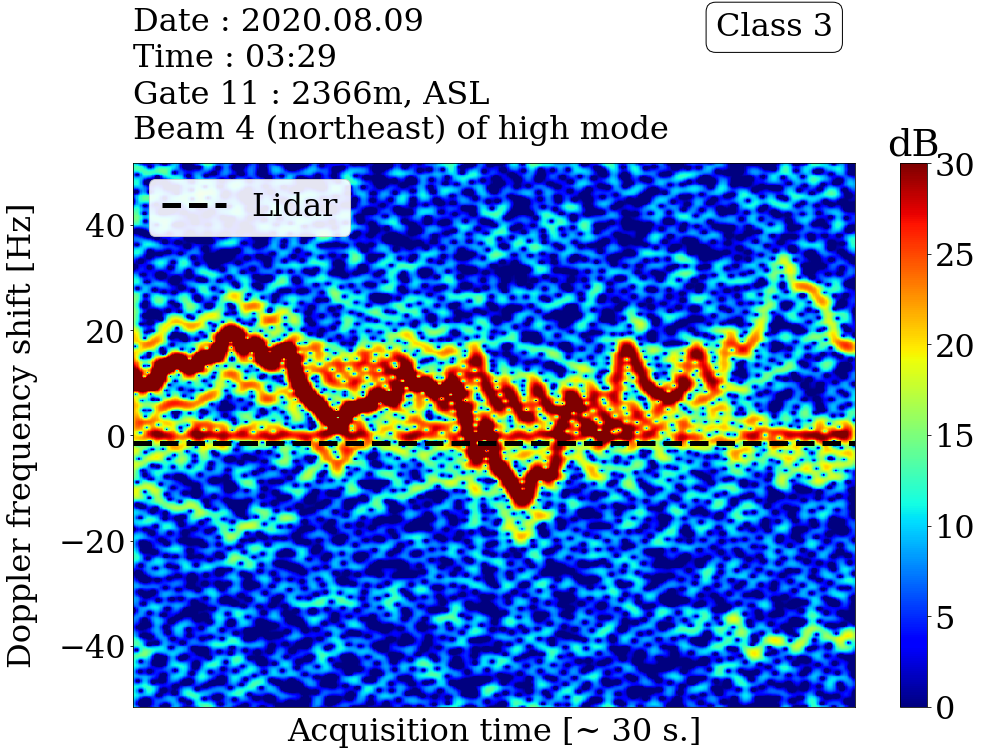 Date : 2020.08.09
Time : 03:29
Gate 11 : 2366m, ASL
Beam 4 (northeast) of high mode
Class 3
dB
Lidar
Doppler frequency shift [Hz]
40
20
0
−20
−40
30
25
20
15
10
5
0
Acquisition time [~ 30 s.]